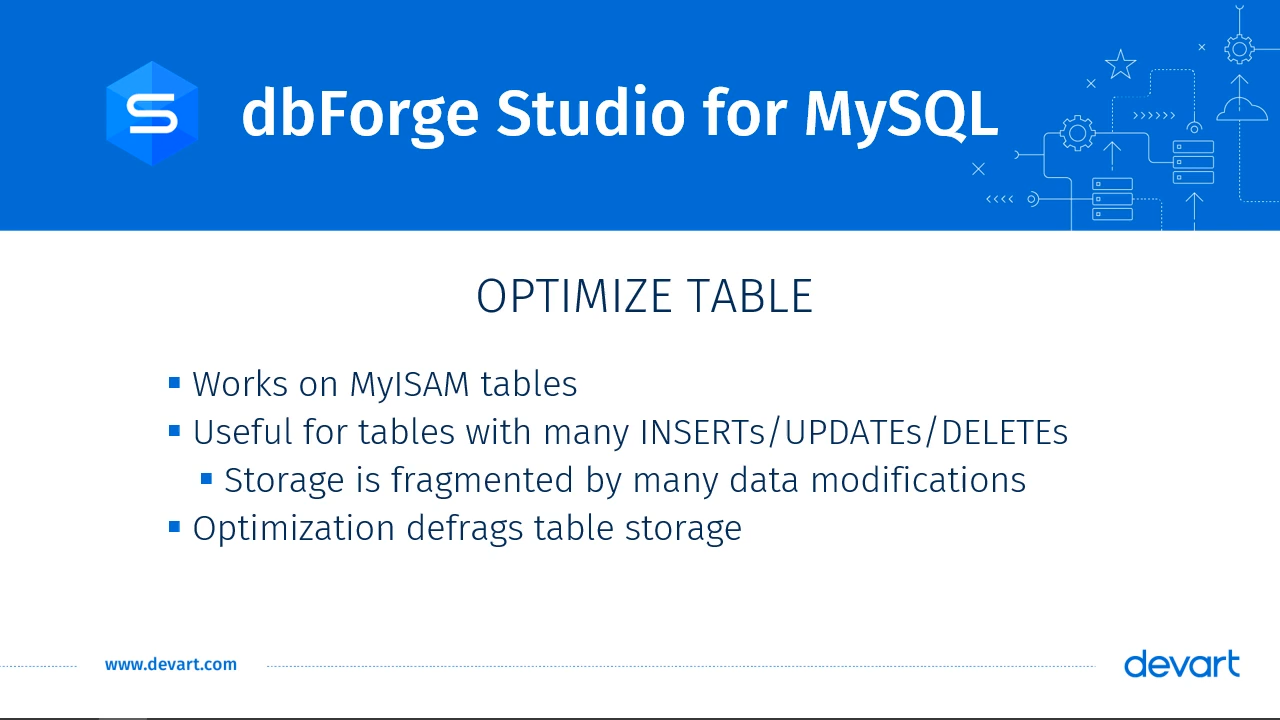 dbForge Studio for MySQL
OPTIMIZE TABLE
Works on MyISAM tables
Useful for tables with many INSERTs/UPDATEs/DELETEs
Storage is fragmented by many data modifications
Optimization defrags table storage
www.devart.com
devart